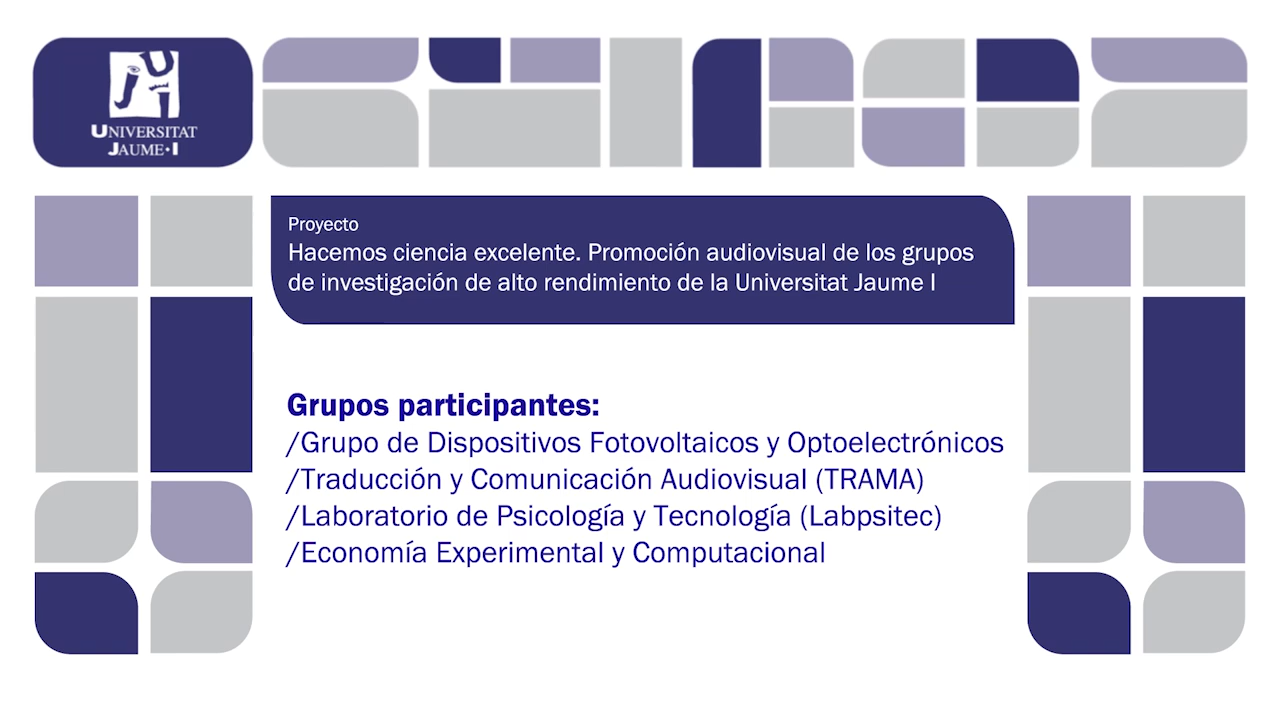 UNIVERSITAT
JAUME·I
Proyecto
Hacemos ciencia excelente. Promoción audiovisual de los grupos
de investigación de alto rendimiento de la Universitat Jaume I
Grupos participantes:
/Grupo de Dispositivos Fotovoltaicos y Optoelectrónicos
/Traducción y Comunicación Audiovisual (TRAMA)
/Laboratorio de Psicología y Tecnología (Labpsitec)
/Economía Experimental y Computacional